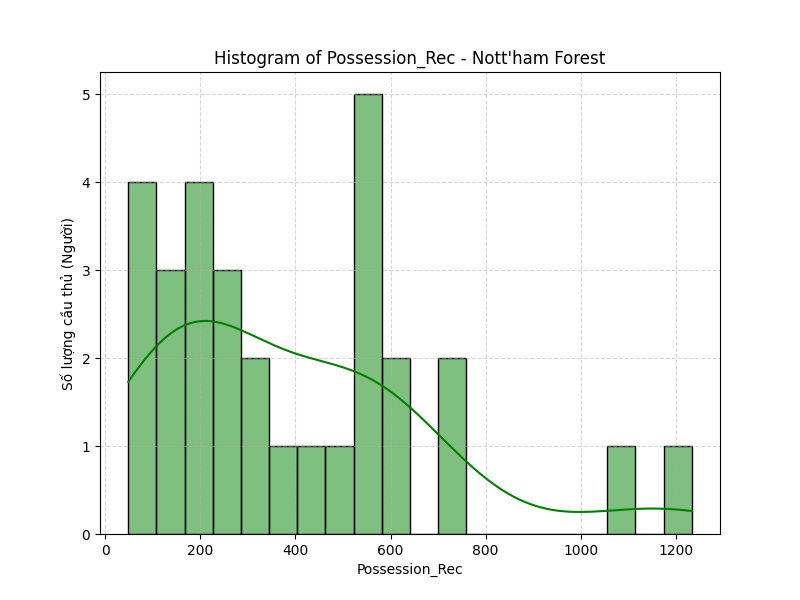 Histogram of Possession_Rec - Nott'ham Forest
5
4
3
2
1
0
Số lượng cầu thủ (Người)
0 200 400 600 800 1000 1200
Possession_Rec